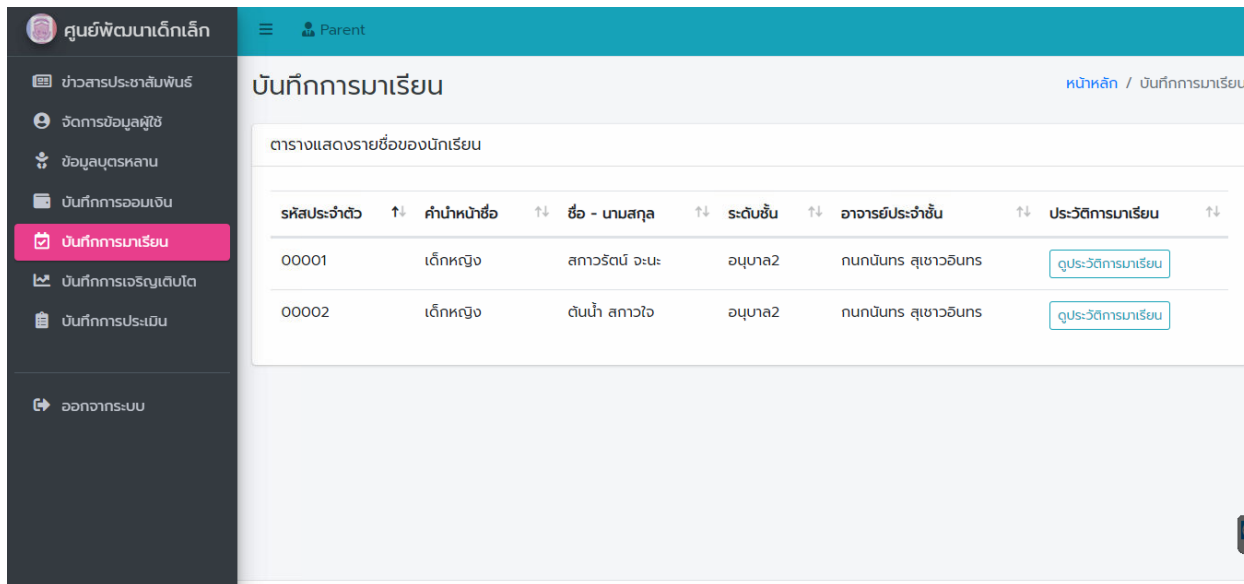 ศูนย์พัฒนาเด็กเล็ก
Parent
ข่าวสารประชาสัมพันธ์
จัดการข้อมูลผู้ใช้
ข้อมูลบุตรหลาน
บันทึกการออมเงิน
บันทึกการมาเรียน
บันทึกการเจริญเติบโต
บันทึกการประเมิน
ออกจากระบบ
บันทึกการมาเรียน
หน้าหลัก / บันทึกการมาเรียน
ตารางแสดงรายชื่อของนักเรียน
รหัสประจำตัว คำนำหน้าชื่อ ชื่อ - นามสกุล ระดับชั้น อาจารย์ประจำชั้น ประวัติการมาเรียน
00001 เด็กหญิง สกาวรัตน์ จะนะ อนุบาล2 กนกนันทร สุเชาวอินทร ดูประวัติการมาเรียน
00002 เด็กหญิง ต้นน้ำ สกาวใจ อนุบาล2 กนกนันทร สุเชาวอินทร ดูประวัติการมาเรียน